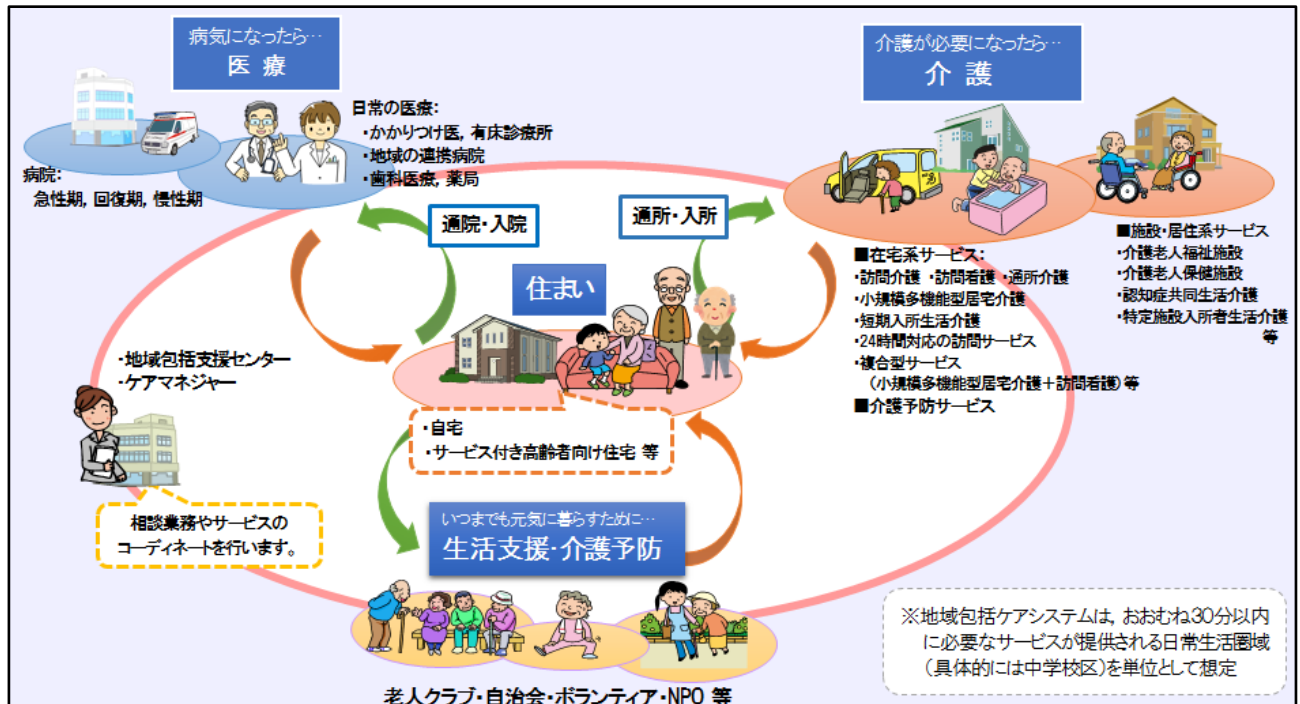 病気になったら…
医 療
日常の医療:
・かかりつけ医, 有床診療所
・地域の連携病院
・歯科医療, 薬局
病院:
急性期, 回復期, 慢性期
通院・入院
通所・入所
介護が必要になったら…
介 護
■在宅系サービス:
・訪問介護 ・訪問看護 ・通所介護
・小規模多機能型居宅介護
・短期入所生活介護
・24時間対応の訪問サービス
・複合型サービス
(小規模多機能型居宅介護+訪問看護)等
■介護予防サービス
■施設・居住系サービス
・介護老人福祉施設
・介護老人保健施設
・認知症共同生活介護
・特定施設入所者生活介護
等
住まい
・自宅
・サービス付き高齢者向け住宅 等
・地域包括支援センター
・ケアマネジャー
相談業務やサービスの
コーディネートを行います。
いつまでも元気に暮らすために…
生活支援・介護予防
老人クラブ・自治会・ボランティア・NPO 等
※地域包括ケアシステムは, おおむね30分以内
に必要なサービスが提供される日常生活圏域
(具体的には中学校区)を単位として想定